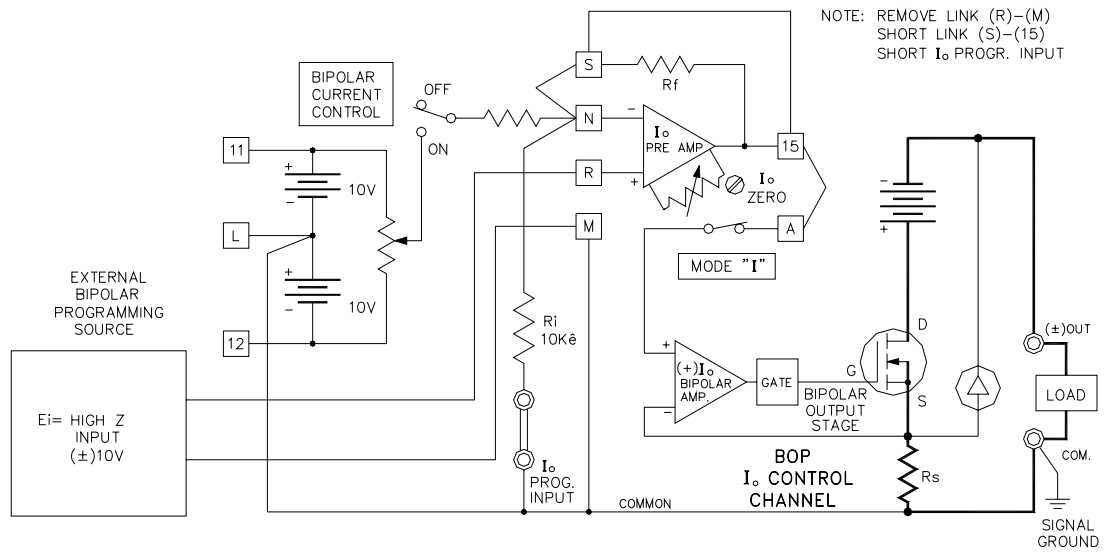 NOTE: REMOVE LINK (R)-(M)
SHORT LINK (S)-(15)
SHORT Io PROGR. INPUT
BIPOLAR
CURRENT
CONTROL
OFF
ON
S
Rf
N
-
Io
PRE AMP
+
15
R
Io
ZERO
M
A
MODE "I"
11
+
-
10V
L
+
-
10V
12
EXTERNAL
BIPOLAR
PROGRAMMING
SOURCE
Ei= HIGH Z
INPUT
(±)10V
Ri
10Kê
Io
PROG.
INPUT
+
(+)Io
BIPOLAR
AMP.
-
GATE
G
D
S
BIPOLAR
OUTPUT
STAGE
-
+
(±)OUT
LOAD
COM.
BOP
Io CONTROL
CHANNEL
Rs
COMMON
SIGNAL
GROUND